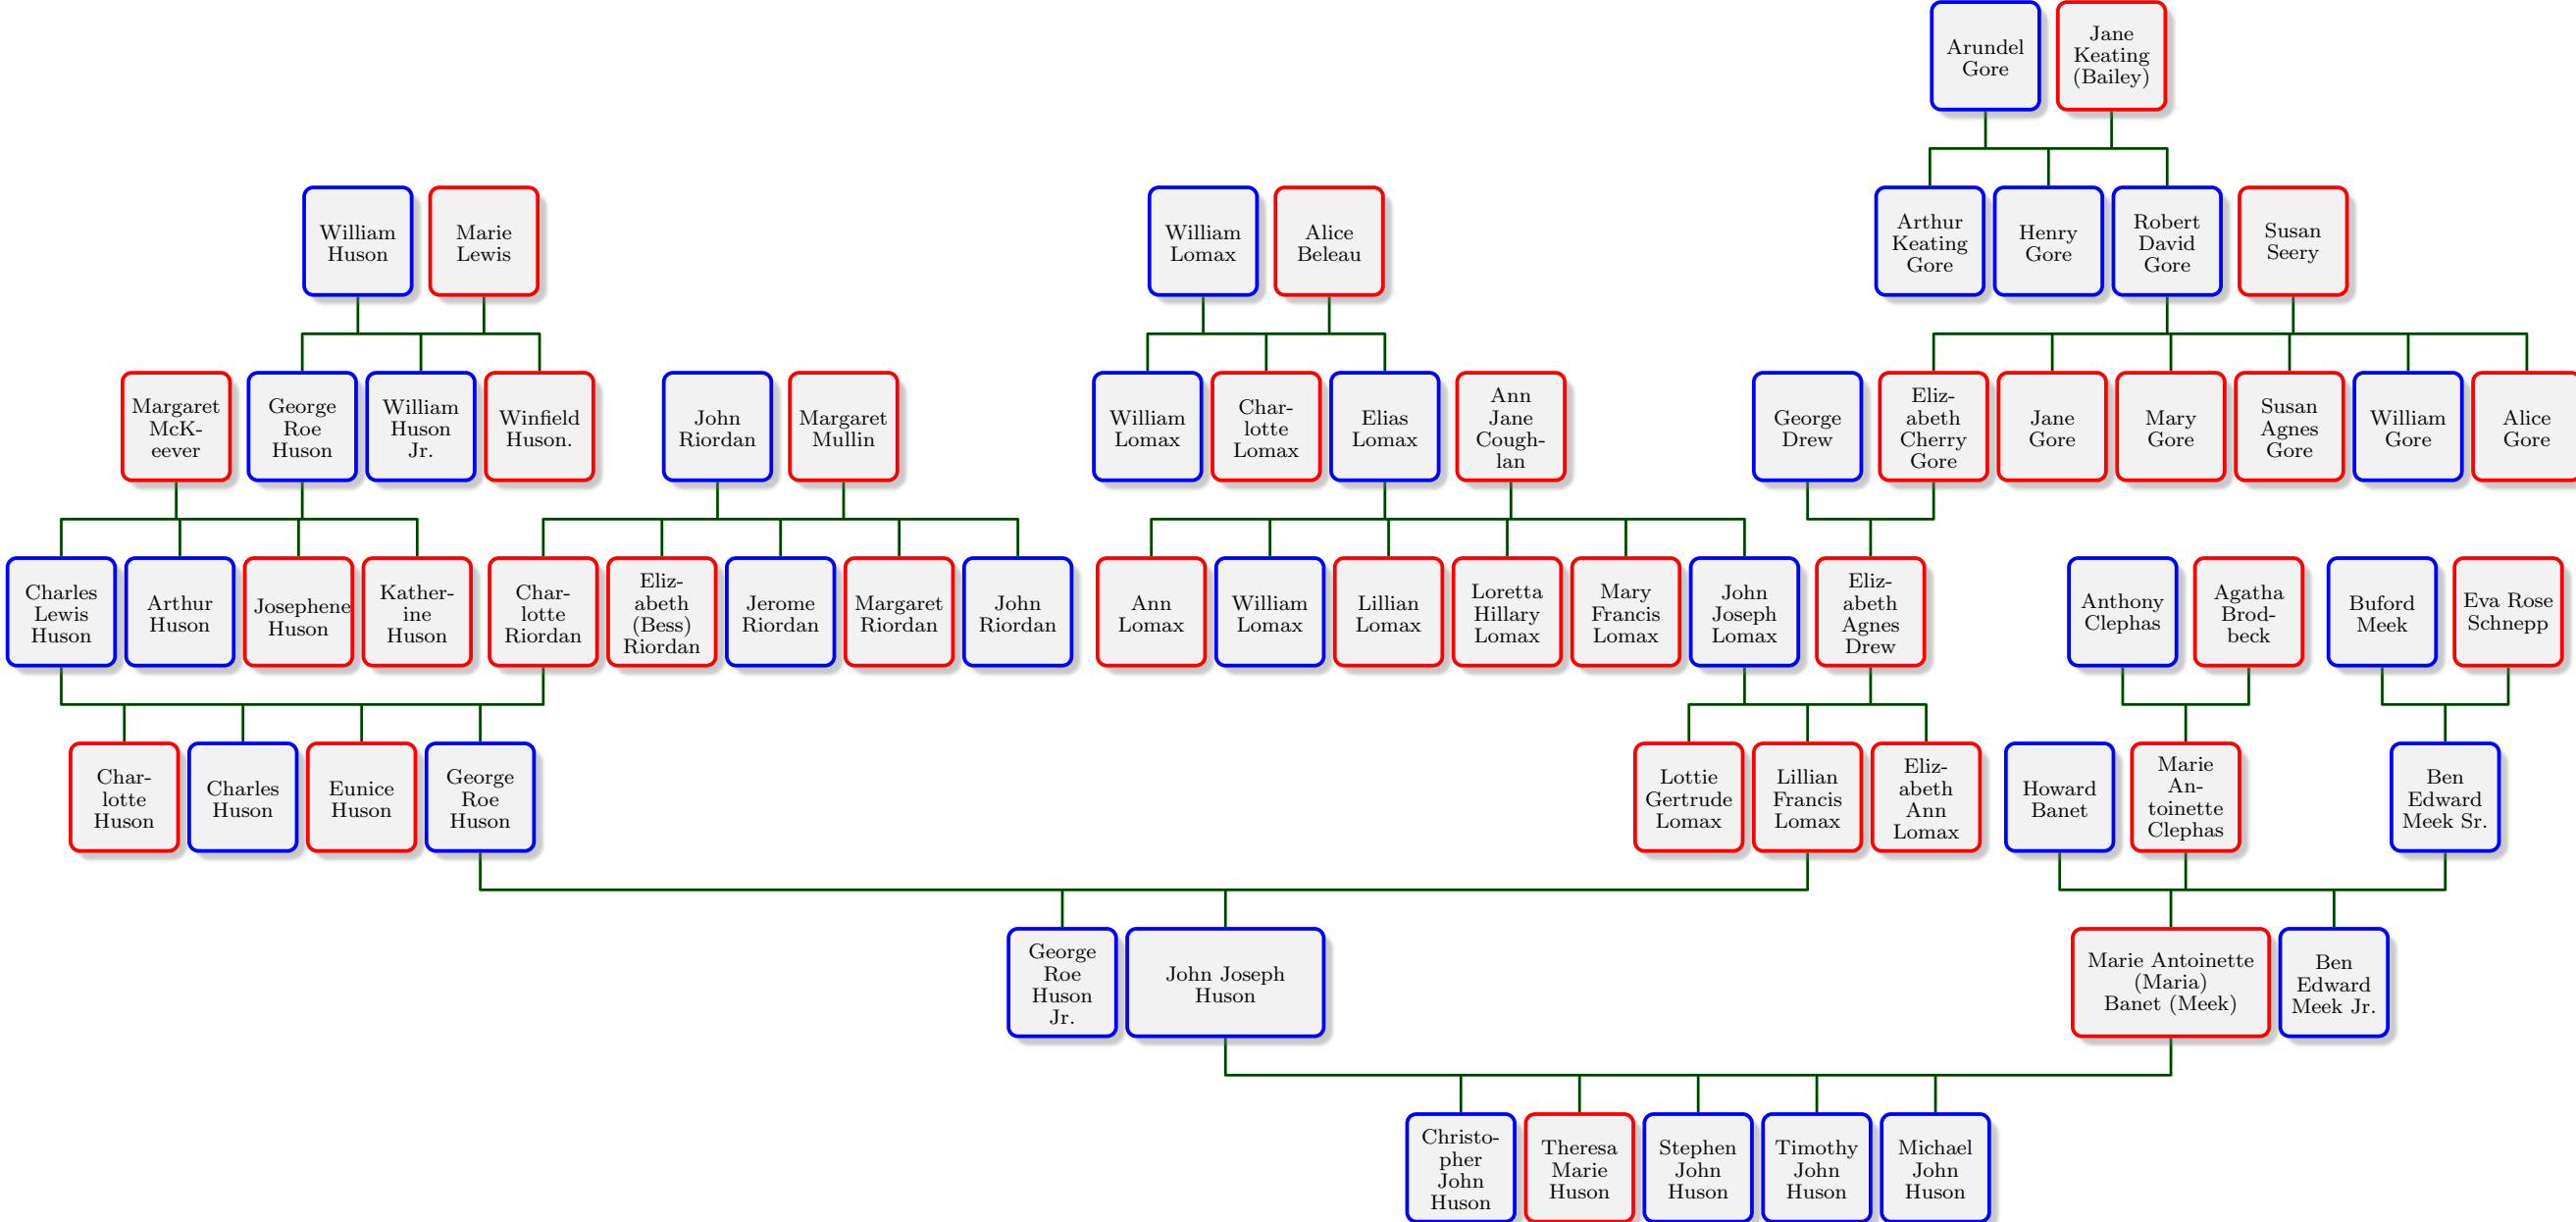 Arundel
Gore
Jane
Keating
(Bailey)
William
Huson
Marie
Lewis
William
Lomax
Alice
Beleau
Arthur
Keating
Gore
Henry
Gore
Robert
David
Gore
Susan
Seery
Margaret
McK-
eever
George
Roe
Huson
William
Huson
Jr.
Winfield
Huson.
John
Riordan
Margaret
Mullin
William
Lomax
Char-
lotte
Lomax
Elias
Lomax
Ann
Jane
Cough-
lan
George
Drew
Eliz-
abeth
Cherry
Gore
Jane
Gore
Mary
Gore
Susan
Agnes
Gore
William
Gore
Alice
Gore
Charles
Lewis
Huson
Arthur
Huson
Josephene
Huson
Kather-
ine
Huson
Char-
lotte
Riordan
Eliz-
abeth
(Bess)
Riordan
Jerome
Riordan
Margaret
Riordan
John
Riordan
Ann
Lomax
William
Lomax
Lillian
Lomax
Loretta
Hillary
Lomax
Mary
Francis
Lomax
John
Joseph
Lomax
Eliz-
abeth
Agnes
Drew
Anthony
Clephas
Agatha
Brod-
beck
Buford
Meek
Eva Rose
Schnepp
Char-
lotte
Huson
Charles
Huson
Eunice
Huson
George
Roe
Huson
Lottie
Gertrude
Lomax
Lillian
Francis
Lomax
Eliz-
abeth
Ann
Lomax
Howard
Banet
Marie
An-
toinette
Clephas
Ben
Edward
Meek Sr.
George
Roe
Huson
Jr.
John Joseph
Huson
Marie Antoinette
(Maria)
Banet (Meek)
Ben
Edward
Meek Jr.
Christo-
pher
John
Huson
Theresa
Marie
Huson
Stephen
John
Huson
Timothy
John
Huson
Michael
John
Huson